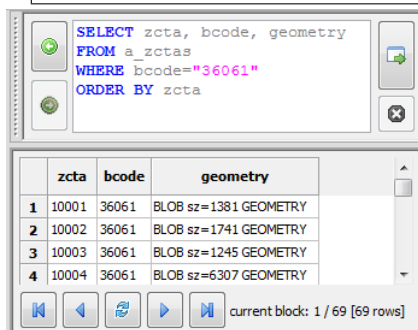 SELECT zcta, bcode, geometry
FROM a_zctas
WHERE bcode="36061"
ORDER BY zcta
zcta bcode geometry
1 10001 36061 BLOB sz=1381 GEOMETRY
2 10002 36061 BLOB sz=1741 GEOMETRY
3 10003 36061 BLOB sz=1245 GEOMETRY
4 10004 36061 BLOB sz=6307 GEOMETRY
current block: 1 / 69 [69 rows]